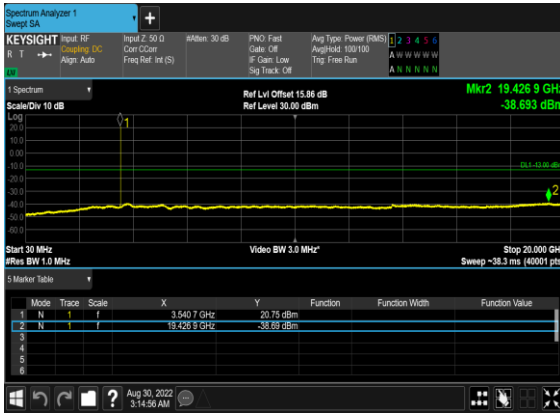 Spectrum Analyzer 1
Swept SA
+
KEYSIGHT Input: RF Input Z: 50 Ω #Atten: 30 dB PNO: Fast Avg Type: Power (RMS) 1 2 3 4 5 6
R T Coupling: DC Corr CCorr Gate: Off Avg|Hold: 100/100 A W W W W W
Align: Auto Freq Ref: Int (S) IF Gain: Low Trig: Free Run
Sig Track: Off A N N N N N
1 Spectrum
Ref Lvl Offset 15.86 dB Mkr2 19.426 9 GHz
Scale/Div 10 dB Ref Level 30.00 dBm -38.693 dBm
Log
20.0
10.0
0.00
-10.0
DL1 -13.00 dBm
-20.0
-30.0
-40.0
-50.0
-60.0
1
2
Start 30 MHz Video BW 3.0 MHz* Stop 20.000 GHz
#Res BW 1.0 MHz Sweep ~38.3 ms (40001 pts)
5 Marker Table
Mode Trace Scale X Y Function Function Width Function Value
1 N 1 f 3.540 7 GHz 20.75 dBm
2 N 1 f 19.426 9 GHz -38.69 dBm
3
4
5
6
? Aug 30, 2022
3:14:56 AM